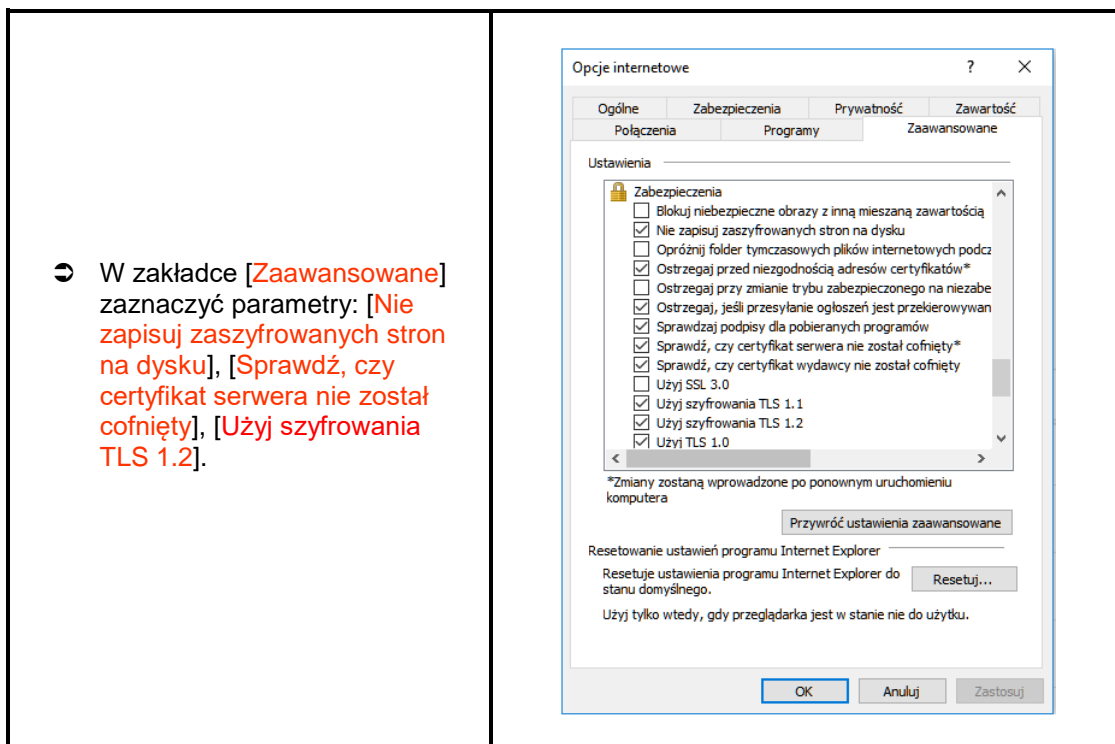 ➲ W zakładce [Zaawansowane]
zaznaczyć parametry: [Nie
zapisuj zaszyfrowanych stron
na dysku], [Sprawdź, czy
certyfikat serwera nie został
cofnięty], [Użyj szyfrowania
TLS 1.2].
Opcje internetowe ?
Ogólne Zabezpieczenia Prywatność Zawartość
Połączenia Programy Zaawansowane
Ustawienia
Zabezpieczenia
Blokuj niebezpieczne obrazy z inną mieszaną zawartością
Nie zapisuj zaszyfrowanych stron na dysku
Opróżnij folder tymczasowych plików internetowych podcz
Ostrzegaj przed niezgodnością adresów certyfikatów*
Ostrzegaj przy zmianie trybu zabezpieczonego na niezabe
Ostrzegaj, jeśli przesyłanie ogłoszeń jest przekierowywan
Sprawdzaj podpisy dla pobieranych programów
Sprawdź, czy certyfikat serwera nie został cofnięty*
Sprawdź, czy certyfikat wydawcy nie został cofnięty
Użyj SSL 3.0
Użyj szyfrowania TLS 1.1
Użyj szyfrowania TLS 1.2
Użyj TLS 1.0
*Zmiany zostaną wprowadzone po ponownym uruchomieniu
komputera
Przywróć ustawienia zaawansowane
Resetowanie ustawień programu Internet Explorer
Resetuje ustawienia programu Internet Explorer do
stanu domyślnego.
Resetuj...
Użyj tylko wtedy, gdy przeglądarka jest w stanie nie do użytku.
OK Anuluj Zastosuj